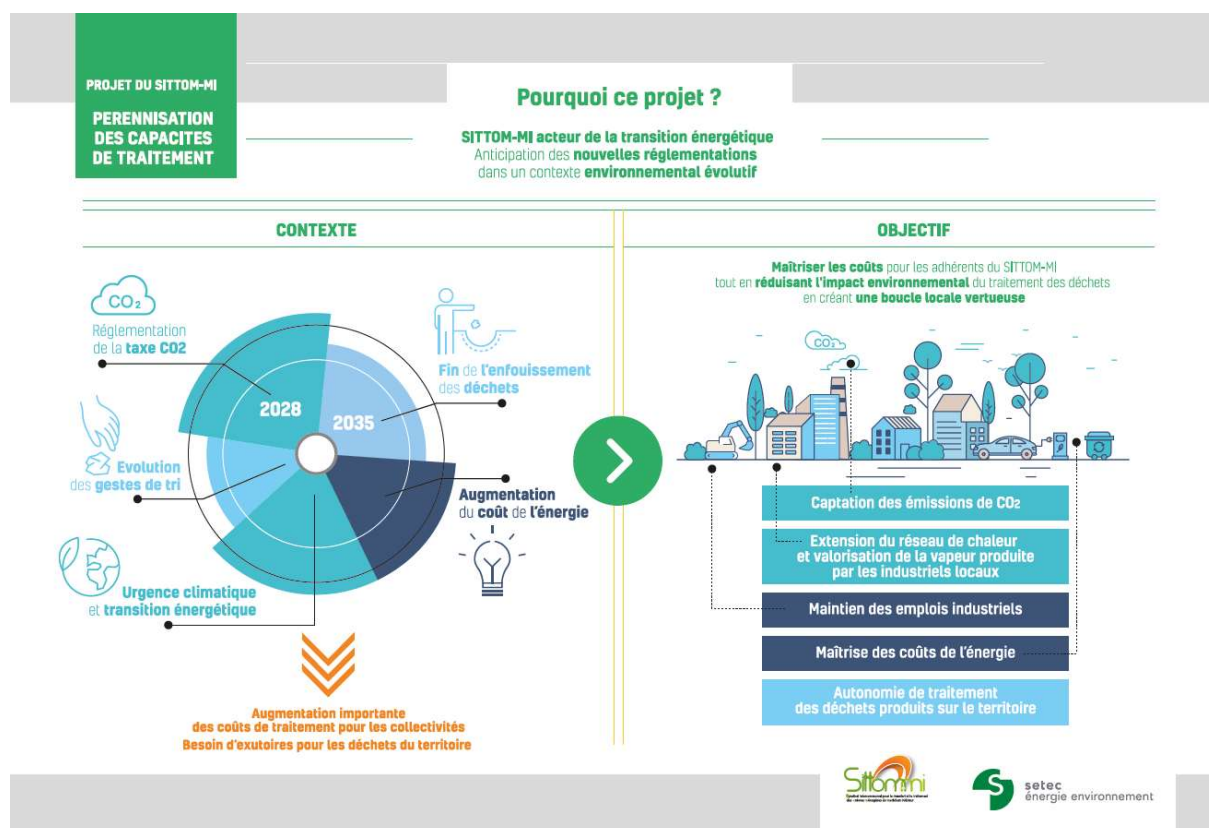 PROJET DU SITTOM-MI
PERENNISATION
DES CAPACITES
DE TRAITEMENT
Pourquoi ce projet ?
SITTOM-MI acteur de la transition énergétique
Anticipation des nouvelles réglementations
dans un contexte environnemental évolutif
CONTEXTE
CO₂
Réglementation
de la taxe CO2
Fin de l'enfouissement
des déchets
2028
2035
Evolution
des gestes de tri
Augmentation
du coût de l'énergie
Urgence climatique
et transition énergétique
Augmentation importante
des coûts de traitement pour les collectivités
Besoin d'exutoires pour les déchets du territoire
OBJECTIF
Maîtriser les coûts pour les adhérents du SITTOM-MI
tout en réduisant l'impact environnemental du traitement des déchets
en créant une boucle locale vertueuse
CO₂
Captation des émissions de CO₂
Extension du réseau de chaleur
et valorisation de la vapeur produite
par les industriels locaux
Maintien des emplois industriels
Maîtrise des coûts de l'énergie
Autonomie de traitement
des déchets produits sur le territoire
Sittommi
setec
énergie environnement